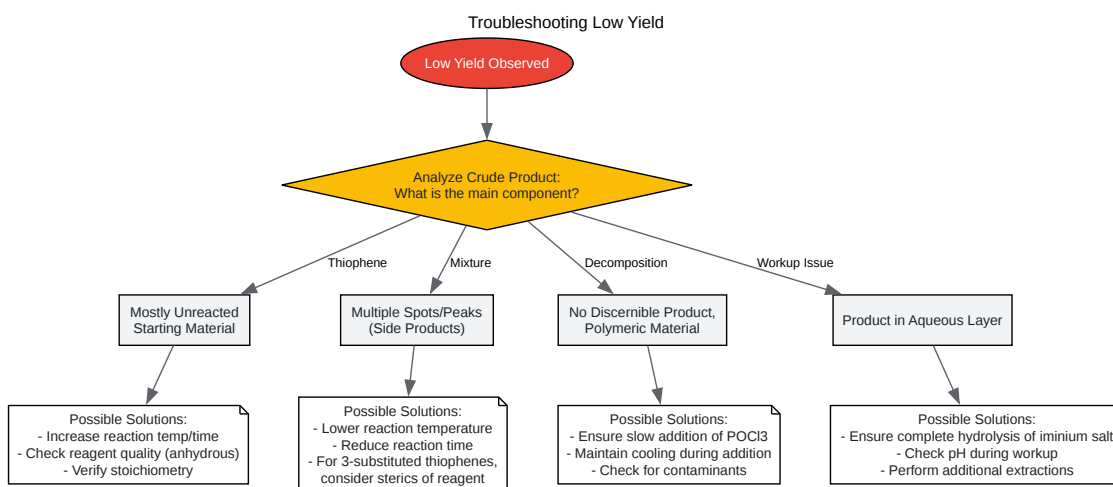 Troubleshooting Low Yield
Low Yield Observed
Analyze Crude Product:
What is the main component?
Thiophene
Mixture
Decomposition
Workup Issue
Mostly Unreacted
Starting Material
Multiple Spots/Peaks
(Side Products)
No Discernible Product,
Polymeric Material
Product in Aqueous Layer
Possible Solutions:
- Increase reaction temp/time
- Check reagent quality (anhydrous)
- Verify stoichiometry
Possible Solutions:
- Lower reaction temperature
- Reduce reaction time
- For 3-substituted thiophenes,
consider sterics of reagent
Possible Solutions:
- Ensure slow addition of POCl3
- Maintain cooling during addition
- Check for contaminants
Possible Solutions:
- Ensure complete hydrolysis of iminium salt
- Check pH during workup
- Perform additional extractions